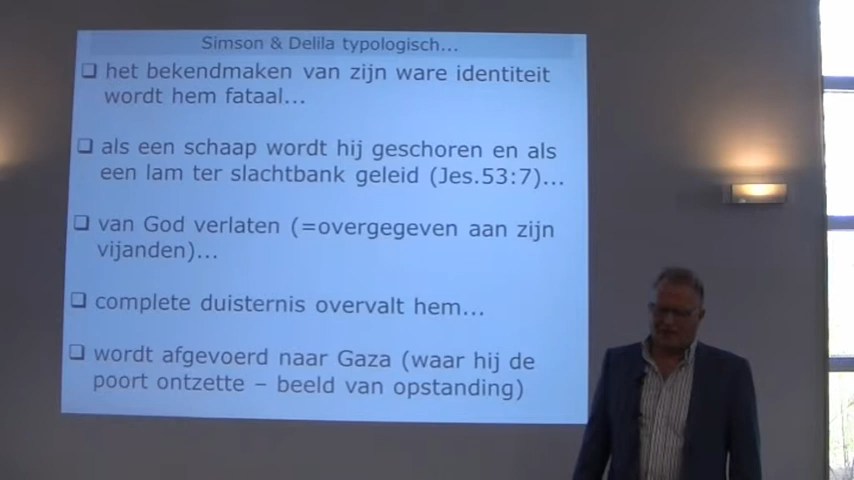 Simson & Delila typologisch...
❑ het bekendmaken van zijn ware identiteit
wordt hem fataal...
❑ als een schaap wordt hij geschoren en als
een lam ter slachtbank geleid (Jes.53:7)...
❑ van God verlaten (=overgegeven aan zijn
vijanden)...
❑ complete duisternis overvalt hem...
❑ wordt afgevoerd naar Gaza (waar hij de
poort ontzette – beeld van opstanding)